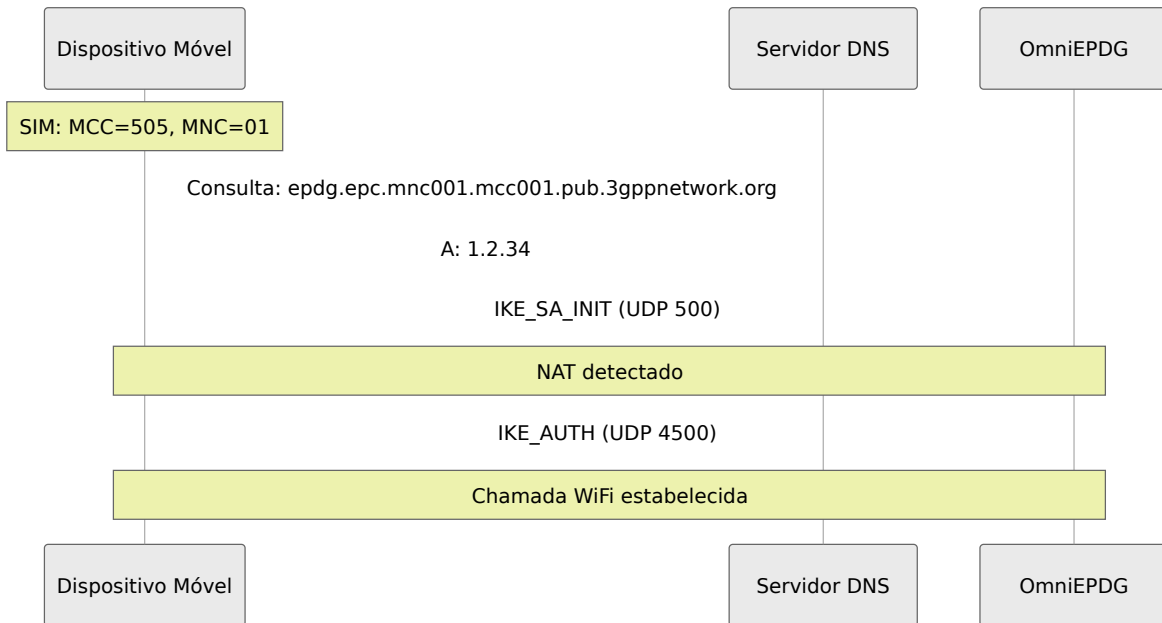 Dispositivo Móvel
Servidor DNS
OmniEPDG
SIM: MCC=505, MNC=01
Consulta: epdg.epc.mnc001.mcc001.pub.3gppnetwork.org
A: 1.2.34
IKE_SA_INIT (UDP 500)
NAT detectado
IKE_AUTH (UDP 4500)
Chamada WiFi estabelecida
Dispositivo Móvel
Servidor DNS
OmniEPDG